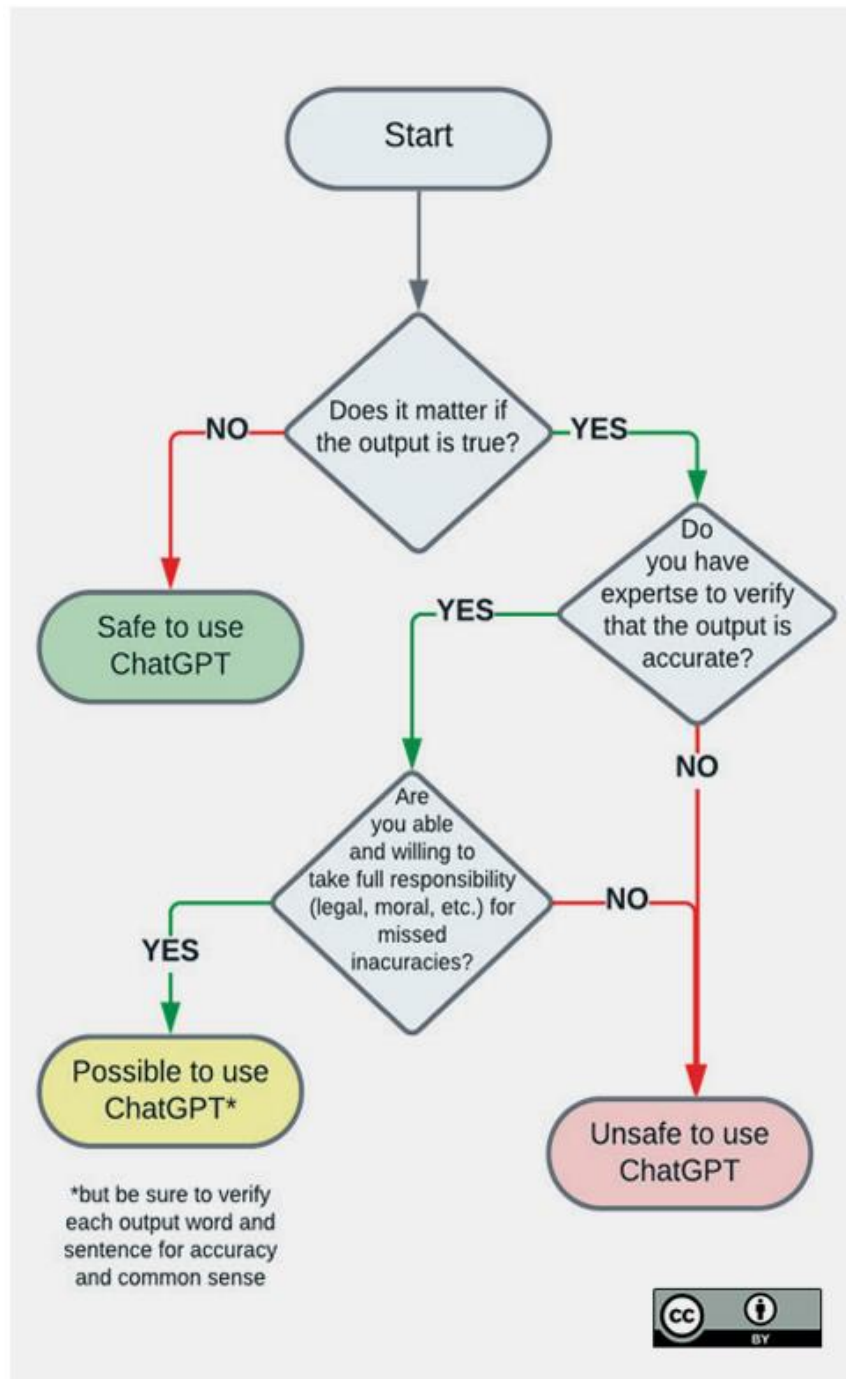 Start
Does it matter if
the output is true?
NO
YES
Do
you have
expertse to verify
that the output is
accurate?
Safe to use
ChatGPT
YES
NO
Are
you able
and willing to
take full responsibility
(legal, moral, etc.) for
missed
inacuracies?
NO
YES
Possible to use
ChatGPT*
Unsafe to use
ChatGPT
*but be sure to verify
each output word and
sentence for accuracy
and common sense
cc
BY